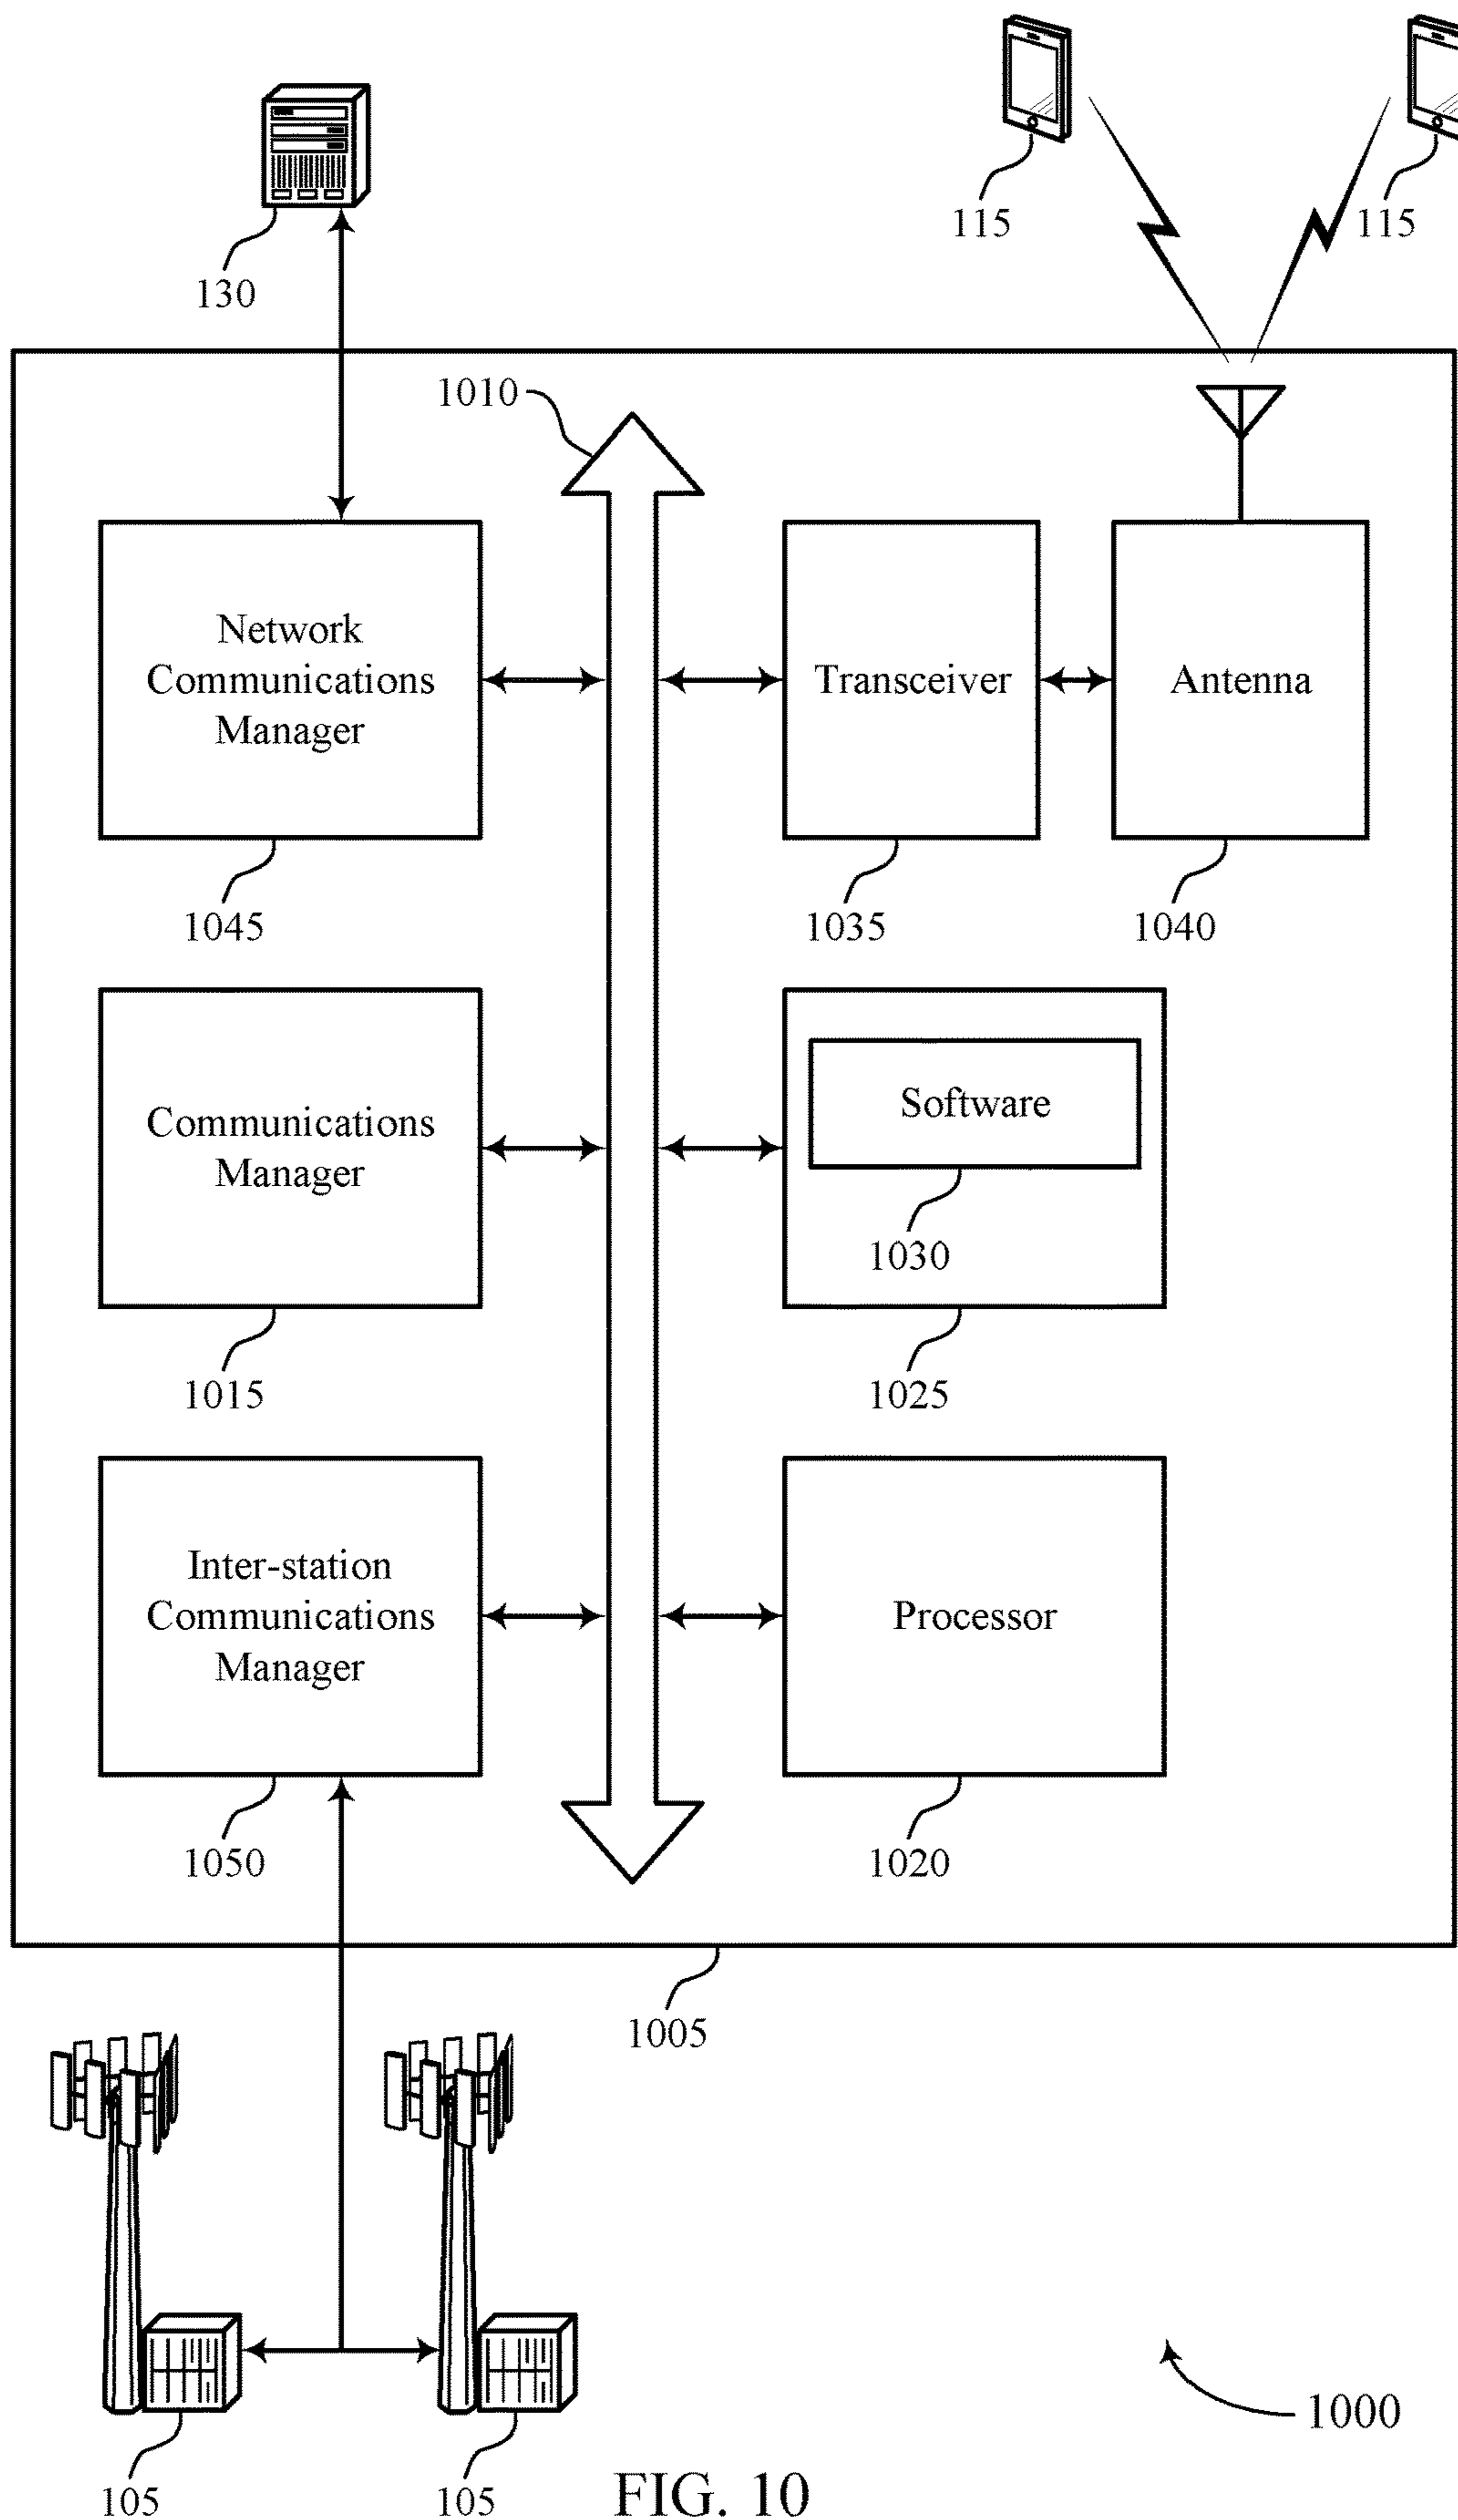 115
115
130
1010
Network
Communications
Manager
Transceiver
Antenna
1045
1035
1040
Communications
Manager
Software
1030
1015
1025
Inter-station
Communications
Manager
Processor
1050
1020
1005
1000
105
105
FIG. 10